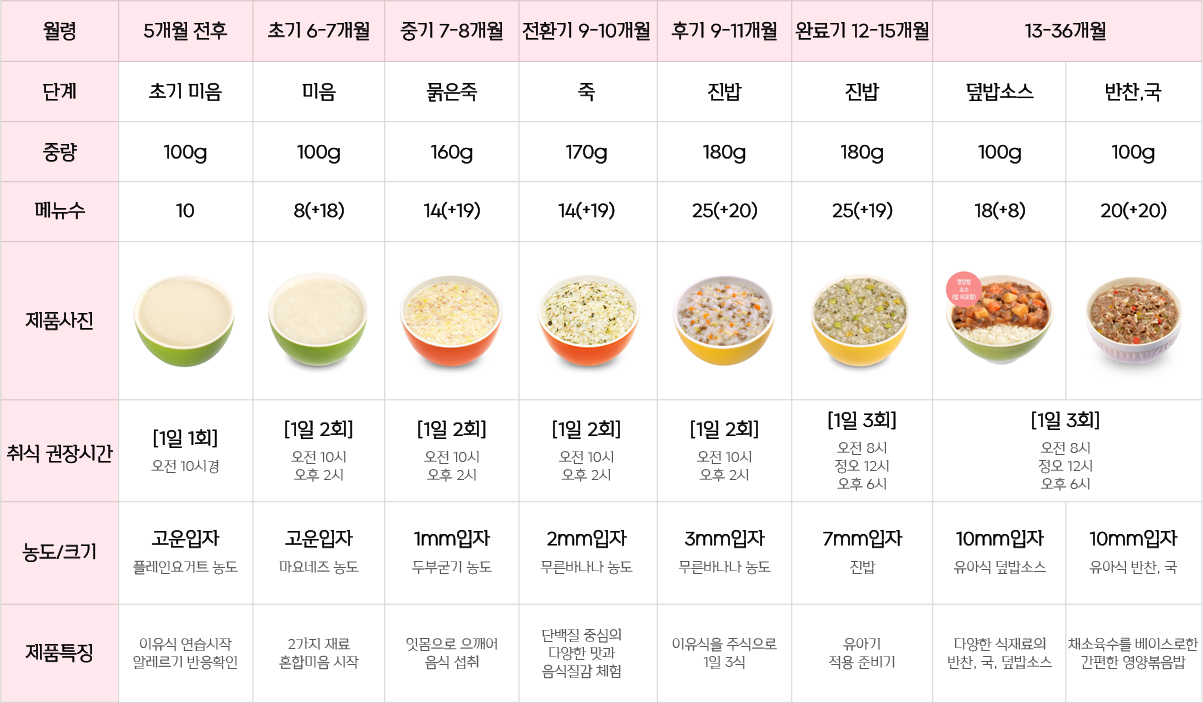 월령
5개월 전후
초기 6-7개월
중기 7-8개월
전환기 9-10개월
후기 9-11개월
완료기 12-15개월
13-36개월
단계
초기 미음
미음
묽은죽
죽
진밥
진밥
덮밥소스
반찬,국
중량
100g
100g
160g
170g
180g
180g
100g
100g
메뉴수
10
8(+18)
14(+19)
14(+19)
25(+20)
25(+19)
18(+8)
20(+20)
제품사진
영양밥
소스
(밥 비포함)
취식 권장시간
[1일 1회]
오전 10시경
[1일 2회]
오전 10시
오후 2시
[1일 2회]
오전 10시
오후 2시
[1일 2회]
오전 10시
오후 2시
[1일 2회]
오전 10시
오후 2시
[1일 3회]
오전 8시
정오 12시
오후 6시
[1일 3회]
오전 8시
정오 12시
오후 6시
농도/크기
고운입자
플레인요거트 농도
고운입자
마요네즈 농도
1mm입자
두부굳기 농도
2mm입자
무른바나나 농도
3mm입자
무른바나나 농도
7mm입자
진밥
10mm입자
유아식 덮밥소스
10mm입자
유아식 반찬, 국
제품특징
이유식 연습시작
알레르기 반응확인
2가지 재료
혼합미음 시작
잇몸으로 으깨어
음식 섭취
단백질 중심의
다양한 맛과
음식질감 체험
이유식을 주식으로
1일 3식
유아기
적용 준비기
다양한 식재료의
반찬, 국, 덮밥소스
채소육수를 베이스로한
간편한 영양볶음밥